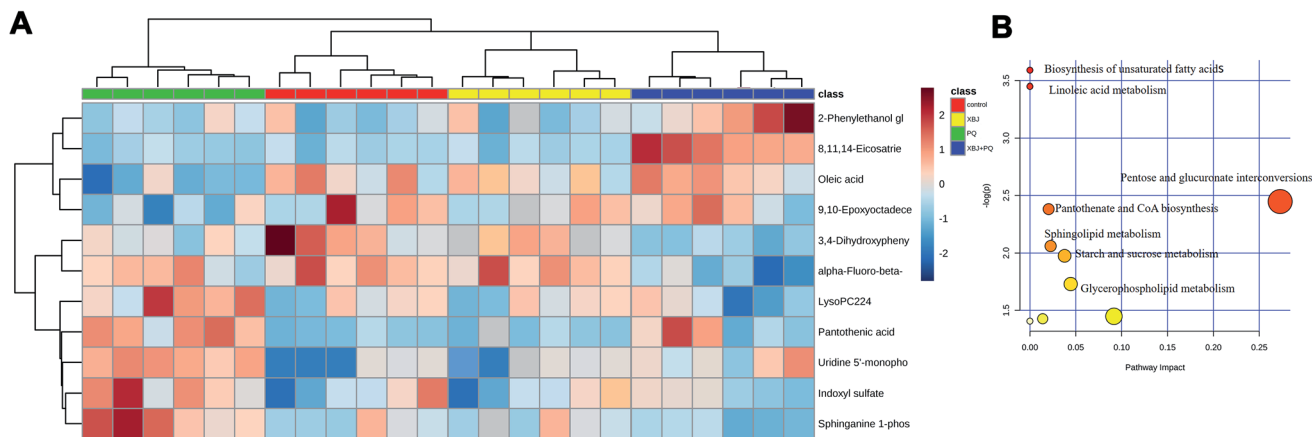 A
class
class
control
XBJ
PQ
XBJ+PQ
2
1
0
-1
-2
2-Phenylethanol gl
8,11,14-Eicosatrie
Oleic acid
9,10-Epoxyoctadece
3,4-Dihydroxypheny
alpha-Fluoro-beta-
LysoPC224
Pantothenic acid
Uridine 5'-monopho
Indoxyl sulfate
Sphinganine 1-phos
B
Biosynthesis of unsaturated fatty acids
Linoleic acid metabolism
Pentose and glucuronate interconversions
Pantothenate and CoA biosynthesis
Sphingolipid metabolism
Starch and sucrose metabolism
Glycerophospholipid metabolism
-log(p)
3.5
3.0
2.5
2.0
1.5
0.00
0.05
0.10
0.15
0.20
0.25
Pathway Impact